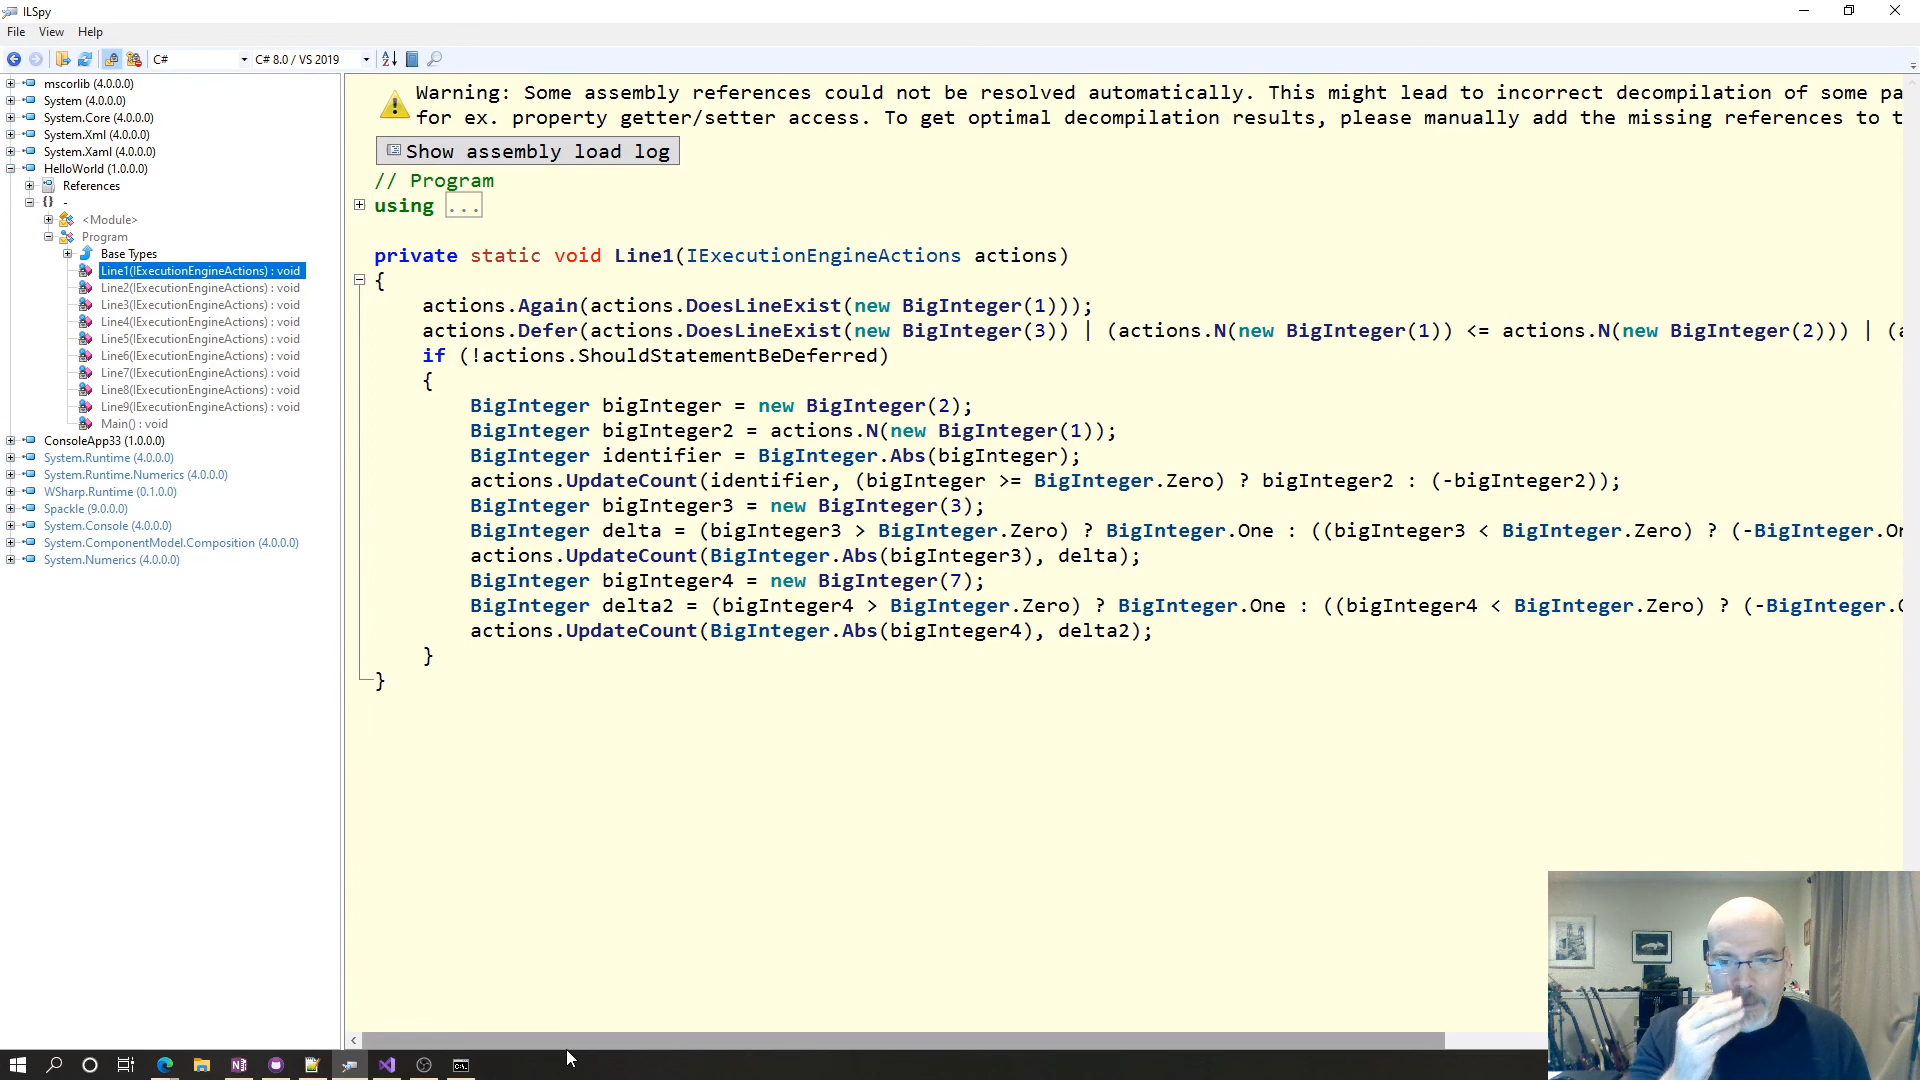 ILSpy
File View Help
C# C# 8.0 / VS 2019
mscorlib (4.0.0.0)
System (4.0.0.0)
System.Core (4.0.0.0)
System.Xml (4.0.0.0)
System.Xaml (4.0.0.0)
HelloWorld (1.0.0.0)
References
{} -
<Module>
Program
Base Types
Line1(IExecutionEngineActions) : void
Line2(IExecutionEngineActions) : void
Line3(IExecutionEngineActions) : void
Line4(IExecutionEngineActions) : void
Line5(IExecutionEngineActions) : void
Line6(IExecutionEngineActions) : void
Line7(IExecutionEngineActions) : void
Line8(IExecutionEngineActions) : void
Line9(IExecutionEngineActions) : void
Main() : void
ConsoleApp33 (1.0.0.0)
System.Runtime (4.0.0.0)
System.Runtime.Numerics (4.0.0.0)
WSharp.Runtime (0.1.0.0)
Spackle (9.0.0.0)
System.Console (4.0.0.0)
System.ComponentModel.Composition (4.0.0.0)
System.Numerics (4.0.0.0)
Warning: Some assembly references could not be resolved automatically. This might lead to incorrect decompilation of some pa
for ex. property getter/setter access. To get optimal decompilation results, please manually add the missing references to t
Show assembly load log
// Program
using ...
private static void Line1(IExecutionEngineActions actions)
{
actions.Again(actions.DoesLineExist(new BigInteger(1)));
actions.Defer(actions.DoesLineExist(new BigInteger(3)) | (actions.N(new BigInteger(1)) <= actions.N(new BigInteger(2))) | (a
if (!actions.ShouldStatementBeDeferred)
{
BigInteger bigInteger = new BigInteger(2);
BigInteger bigInteger2 = actions.N(new BigInteger(1));
BigInteger identifier = BigInteger.Abs(bigInteger);
actions.UpdateCount(identifier, (bigInteger >= BigInteger.Zero) ? bigInteger2 : (-bigInteger2));
BigInteger bigInteger3 = new BigInteger(3);
BigInteger delta = (bigInteger3 > BigInteger.Zero) ? BigInteger.One : ((bigInteger3 < BigInteger.Zero) ? (-BigInteger.On
actions.UpdateCount(BigInteger.Abs(bigInteger3), delta);
BigInteger bigInteger4 = new BigInteger(7);
BigInteger delta2 = (bigInteger4 > BigInteger.Zero) ? BigInteger.One : ((bigInteger4 < BigInteger.Zero) ? (-BigInteger.O
actions.UpdateCount(BigInteger.Abs(bigInteger4), delta2);
}
}